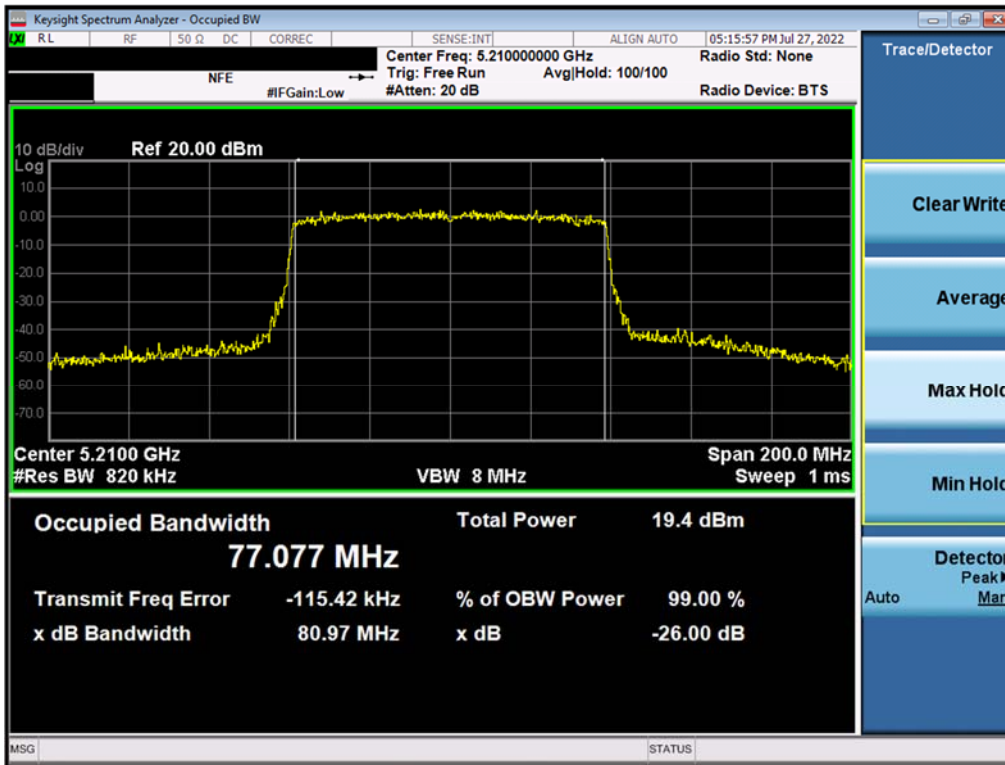 Keysight Spectrum Analyzer - Occupied BW
LXI RL RF 50 Ω DC CORREC SENSE:INT ALIGN AUTO 05:15:57 PM Jul 27, 2022
Center Freq: 5.210000000 GHz Radio Std: None
NFE Trig: Free Run Avg|Hold: 100/100
#IFGain:Low #Atten: 20 dB Radio Device: BTS
10 dB/div Ref 20.00 dBm
Log
10.0
0.00
-10.0
-20.0
-30.0
-40.0
-50.0
60.0
-70.0
Center 5.2100 GHz Span 200.0 MHz
#Res BW 820 kHz VBW 8 MHz Sweep 1 ms
Occupied Bandwidth Total Power 19.4 dBm
77.077 MHz
Transmit Freq Error -115.42 kHz % of OBW Power 99.00 %
x dB Bandwidth 80.97 MHz x dB -26.00 dB
MSG STATUS
Trace/Detector
Clear Write
Average
Max Hold
Min Hold
Detector
Peak
Auto Man